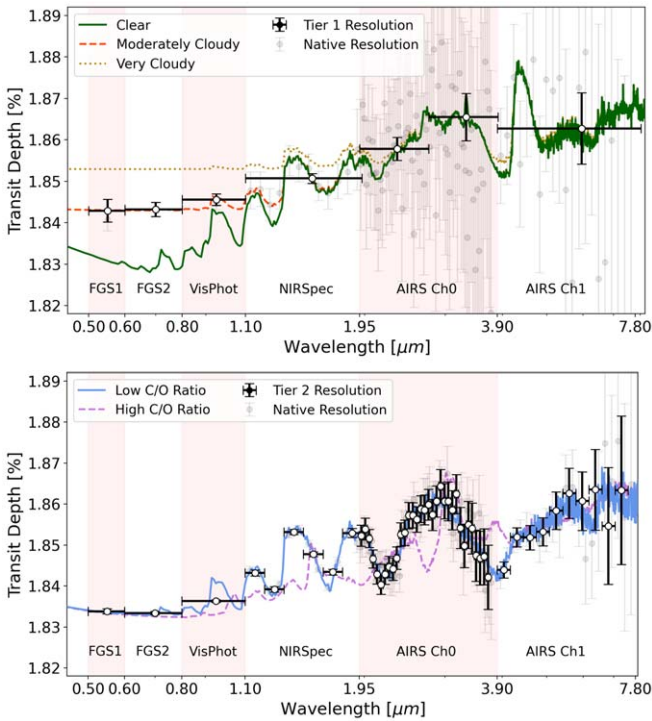 1.89
1.88
1.87
1.86
1.85
1.84
1.83
1.82
Transit Depth [%]
Clear
Moderately Cloudy
Very Cloudy
Tier 1 Resolution
Native Resolution
FGS1 FGS2 VisPhot NIRSpec AIRS Ch0 AIRS Ch1
0.50 0.60 0.80 1.10 1.95 3.90 7.80
Wavelength [μm]
1.89
1.88
1.87
1.86
1.85
1.84
1.83
1.82
Transit Depth [%]
Low C/O Ratio
High C/O Ratio
Tier 2 Resolution
Native Resolution
FGS1 FGS2 VisPhot NIRSpec AIRS Ch0 AIRS Ch1
0.50 0.60 0.80 1.10 1.95 3.90 7.80
Wavelength [μm]